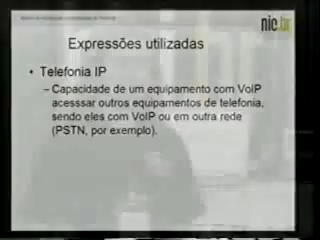 nic.br
Expressões utilizadas
• Telefonia IP
– Capacidade de um equipamento com VoIP
acesssar outros equipamentos de telefonia,
sendo eles com VoIP ou em outra rede
(PSTN, por exemplo).